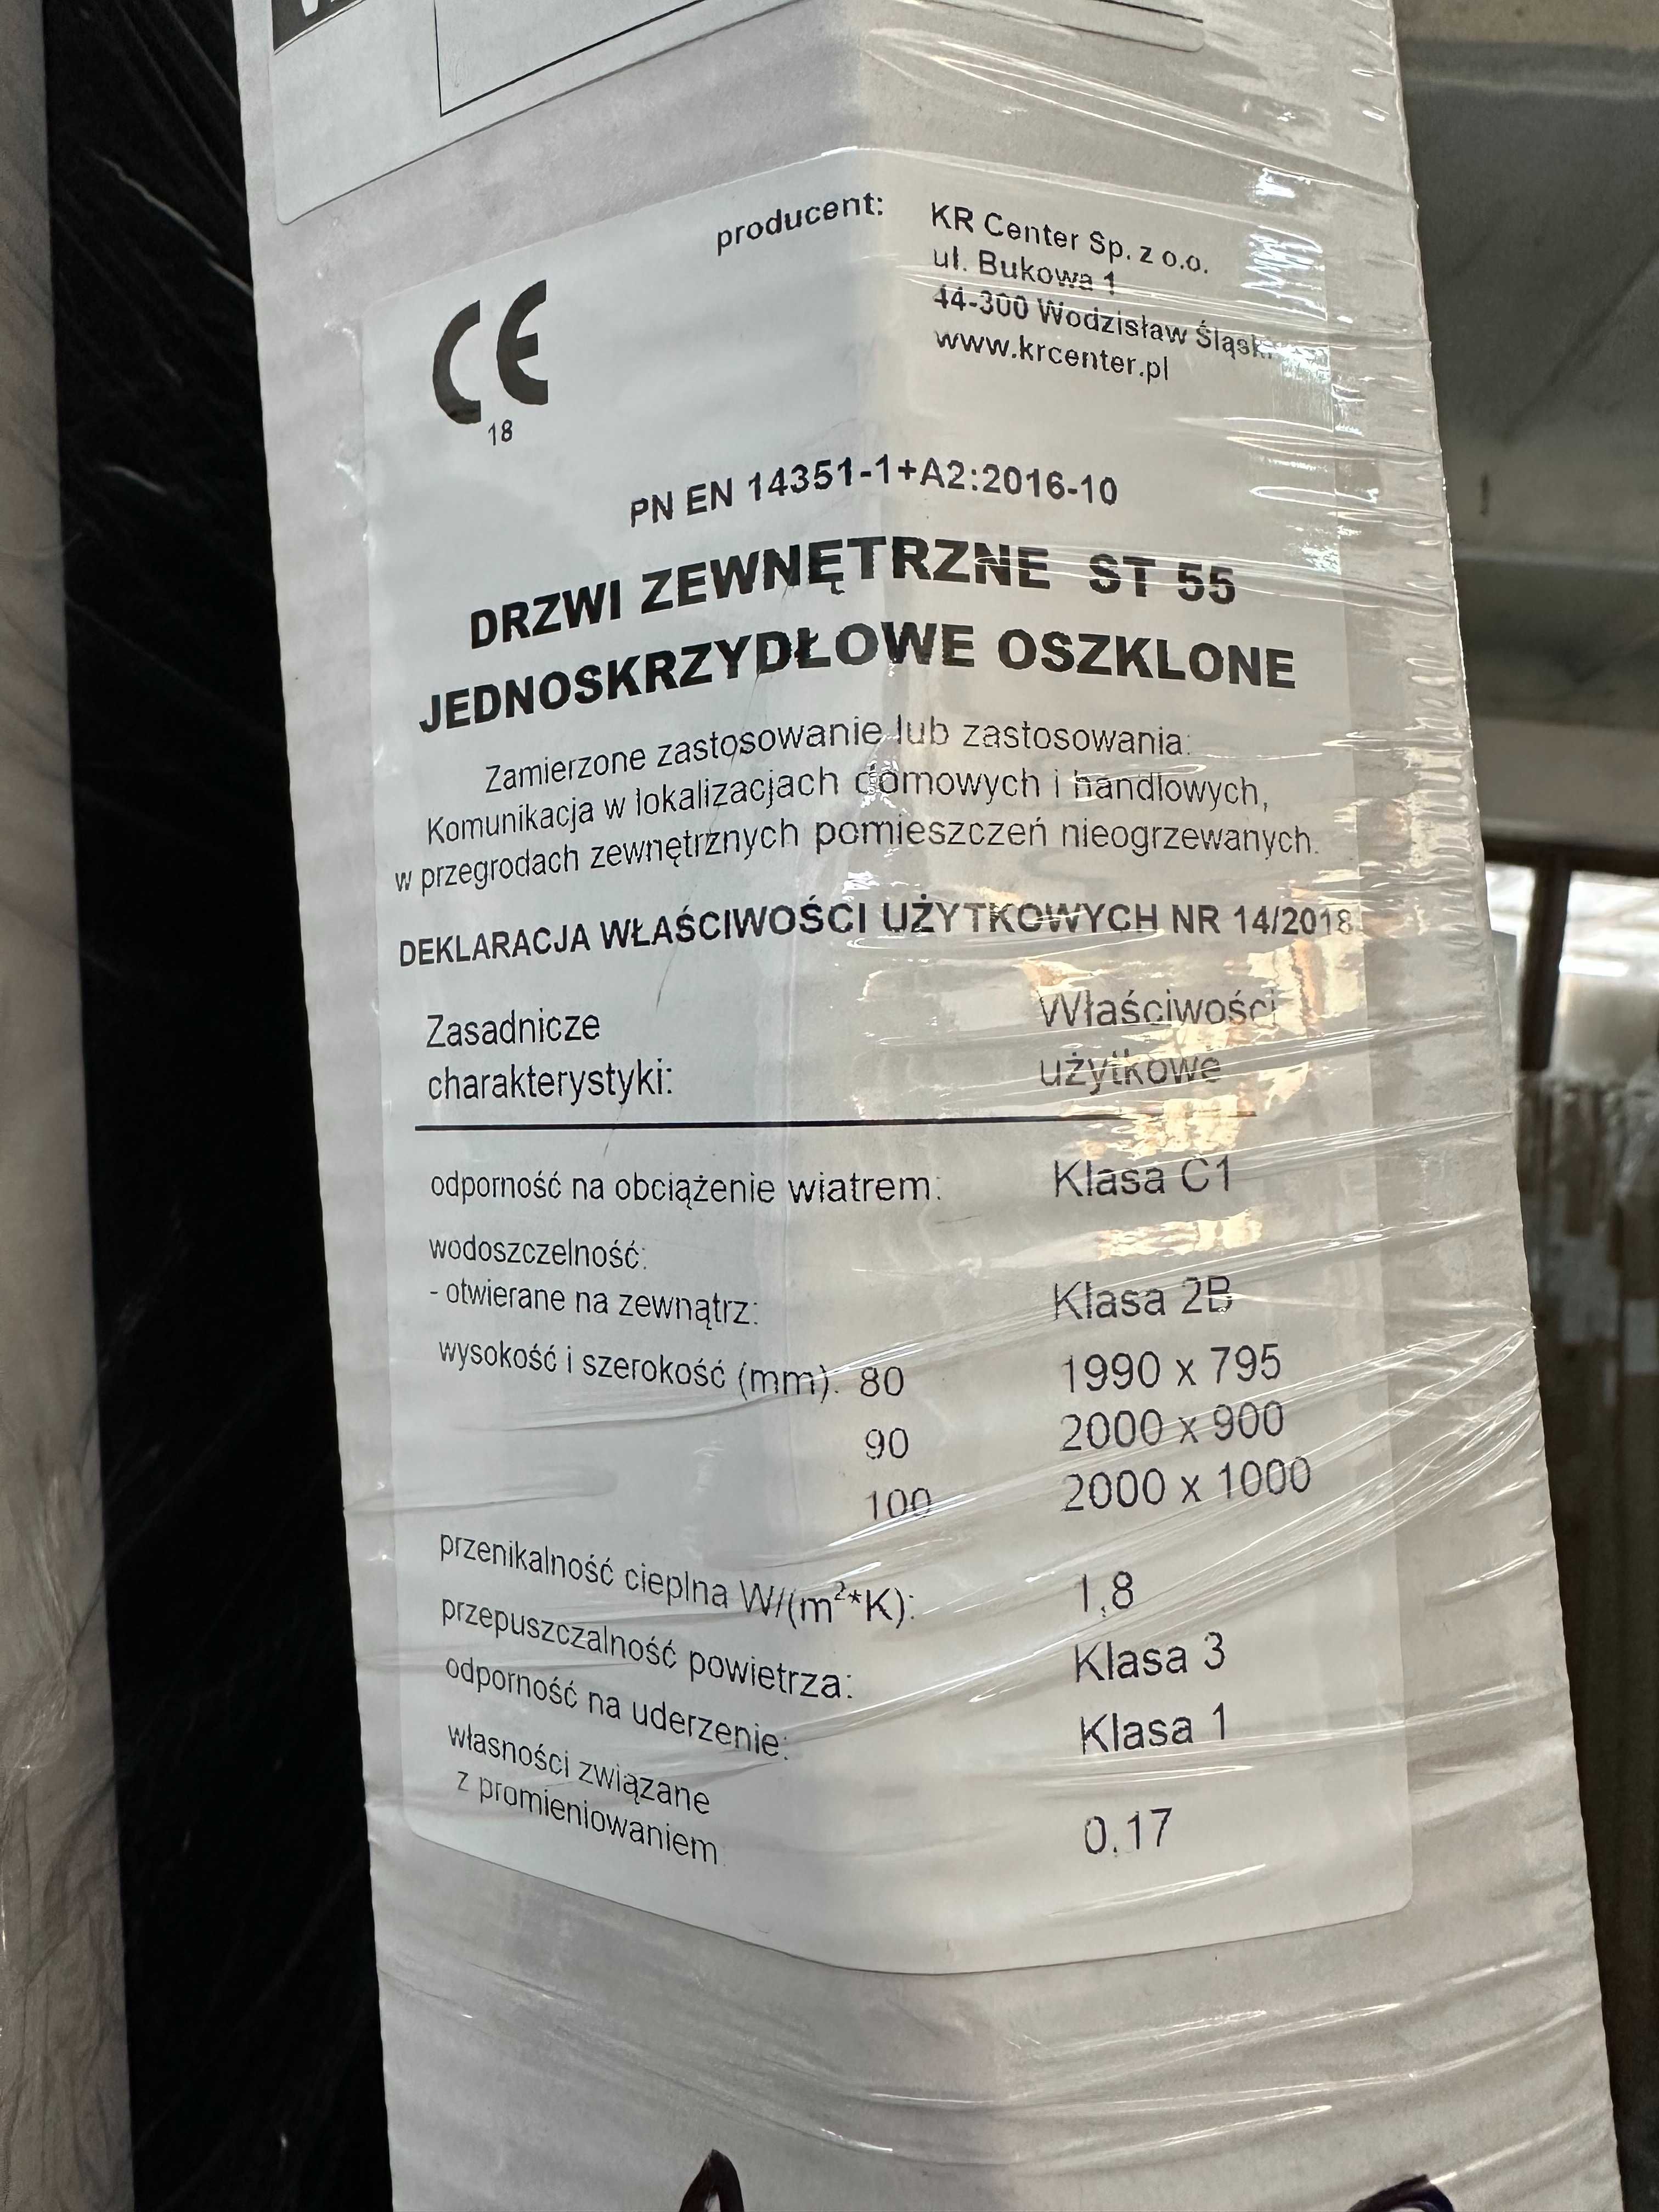 producent:
KR Center Sp. z o.o.
ul. Bukowa 1
44-300 Wodzisław
www.krcenter.pl
CE
18
PN EN 14351-1+A2:2016-10
DRZWI ZEWNĘTRZNE ST 55
JEDNOSKRZYDŁOWE OSZKLONE
Zamierzone zastosowanie lub zastosowania:
Komunikacja w lokalizacjach domowych i handlowych,
w przegrodach zewnętrznych pomieszczeń nieogrzewanych.
DEKLARACJA WŁAŚCIWOŚCI UŻYTKOWYCH NR 14/2018
Zasadnicze
charakterystyki:
Właściwości
użytkowe
odporność na obciążenie wiatrem: Klasa C1
wodoszczelność:
- otwierane na zewnątrz: Klasa 2B
wysokość i szerokość (mm): 80 1990 x 795
90 2000 x 900
100 2000 x 1000
przenikalność cieplna W/(m²*K): 1,8
przepuszczalność powietrza: Klasa 3
odporność na uderzenie: Klasa 1
własności związane
z promieniowaniem 0,17